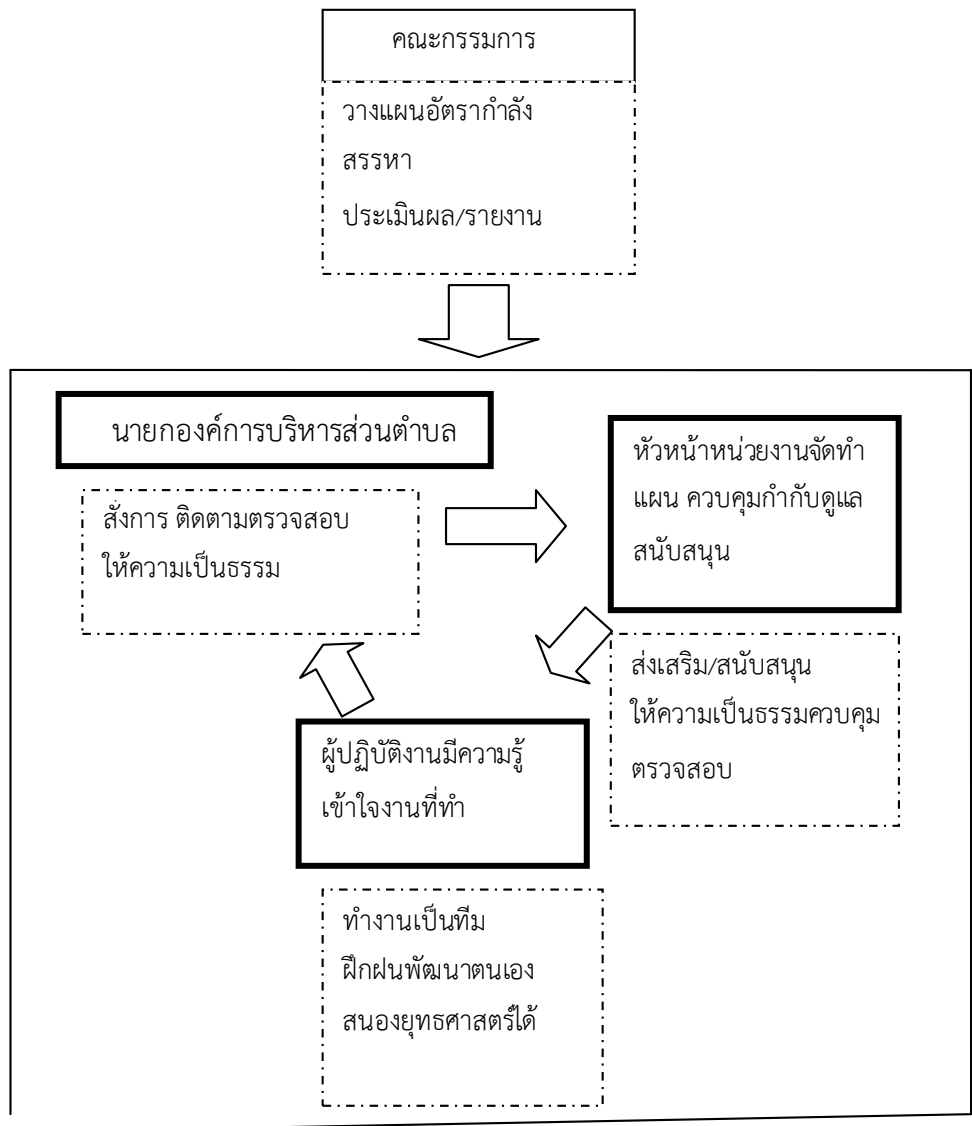 คณะกรรมการ
วางแผนอัตรากำลัง
สรรหา
ประเมินผล/รายงาน
นายกองค์การบริหารส่วนตำบล
สั่งการ ติดตามตรวจสอบ
ให้ความเป็นธรรม
หัวหน้าหน่วยงานจัดทำ
แผน ควบคุมกำกับดูแล
สนับสนุน
ส่งเสริม/สนับสนุน
ให้ความเป็นธรรมควบคุม
ตรวจสอบ
ผู้ปฏิบัติงานมีความรู้
เข้าใจงานที่ทำ
ทำงานเป็นทีม
ฝึกฝนพัฒนาตนเอง
สนองยุทธศาสตร์ได้